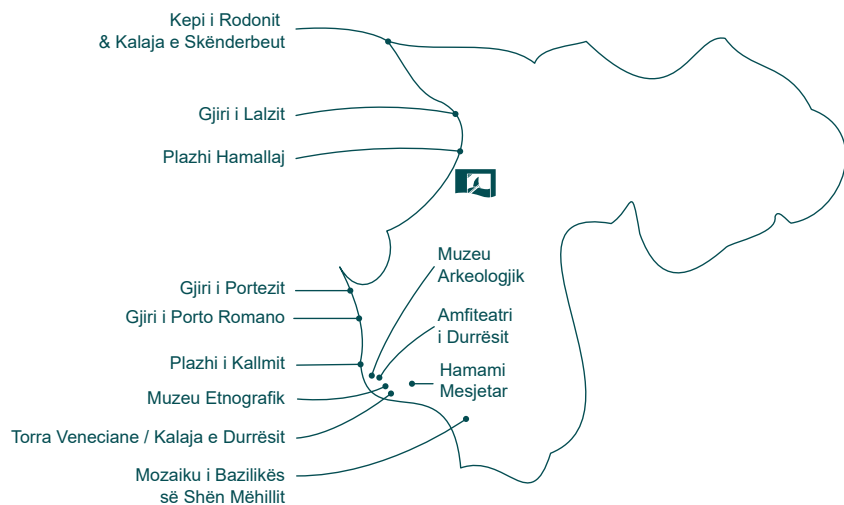 Kepi i Rodonit
& Kalaja e Skënderbeut
Gjiri i Lalzit
Plazhi Hamallaj
Gjiri i Portezit
Gjiri i Porto Romano
Plazhi i Kallmit
Muzeu Etnografik
Torra Veneciane / Kalaja e Durrësit
Mozaiku i Bazilikës
së Shën Mëhillit
Muzeu
Arkeologjik
Amfiteatri
i Durrësit
Hamami
Mesjetar